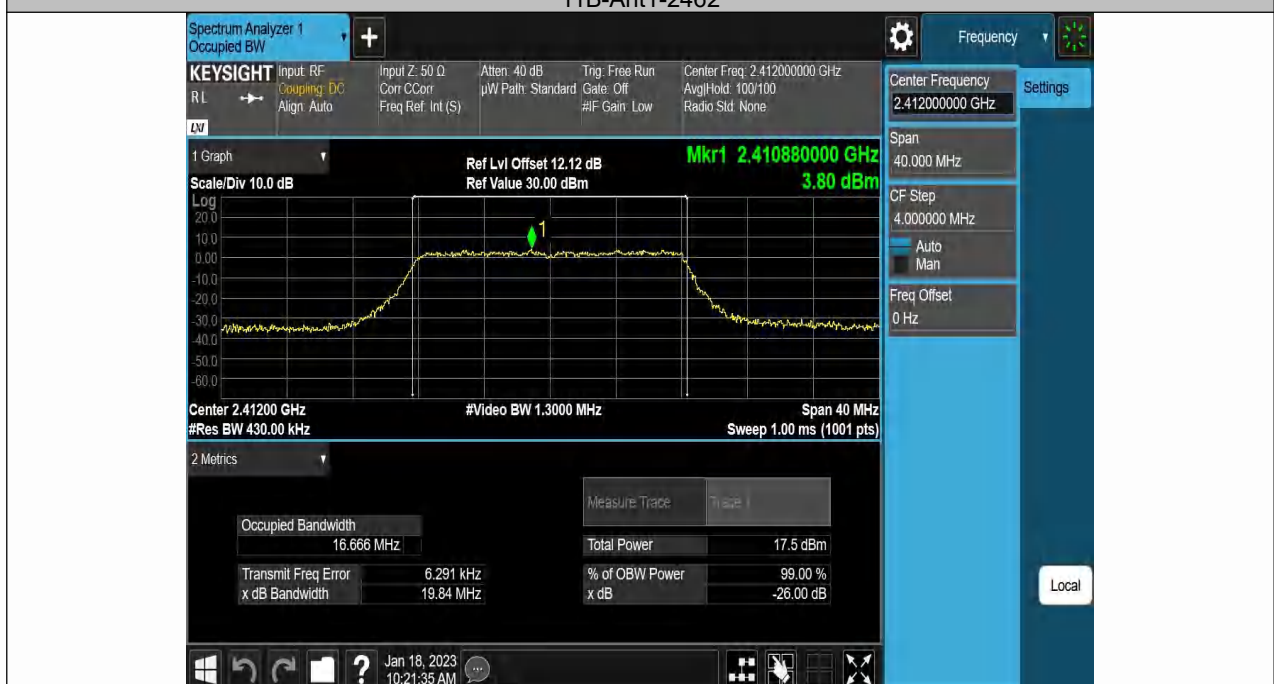 11B-Ant1-2462
Spectrum Analyzer 1
Occupied BW
+
Frequency
KEYSIGHT
RL
LXI
Input: RF
Coupling: DC
Align: Auto
Input Z: 50 Ω
Corr CCorr
Freq Ref: Int (S)
Atten: 40 dB
µW Path: Standard
Trig: Free Run
Gate: Off
#IF Gain: Low
Center Freq: 2.412000000 GHz
Avg|Hold: 100/100
Radio Std: None
Center Frequency
2.412000000 GHz
Settings
Span
40.000 MHz
CF Step
4.000000 MHz
Auto
Man
Freq Offset
0 Hz
Local
1 Graph
Scale/Div 10.0 dB
Ref Lvl Offset 12.12 dB
Ref Value 30.00 dBm
Mkr1 2.410880000 GHz
3.80 dBm
Log
20.0
10.0
0.00
-10.0
-20.0
-30.0
-40.0
-50.0
-60.0
1
Center 2.41200 GHz
#Res BW 430.00 kHz
#Video BW 1.3000 MHz
Span 40 MHz
Sweep 1.00 ms (1001 pts)
2 Metrics
Measure Trace Trace 1
Occupied Bandwidth
16.666 MHz
Total Power 17.5 dBm
Transmit Freq Error 6.291 kHz
% of OBW Power 99.00 %
x dB Bandwidth 19.84 MHz
x dB -26.00 dB
?
Jan 18, 2023
10:21:35 AM